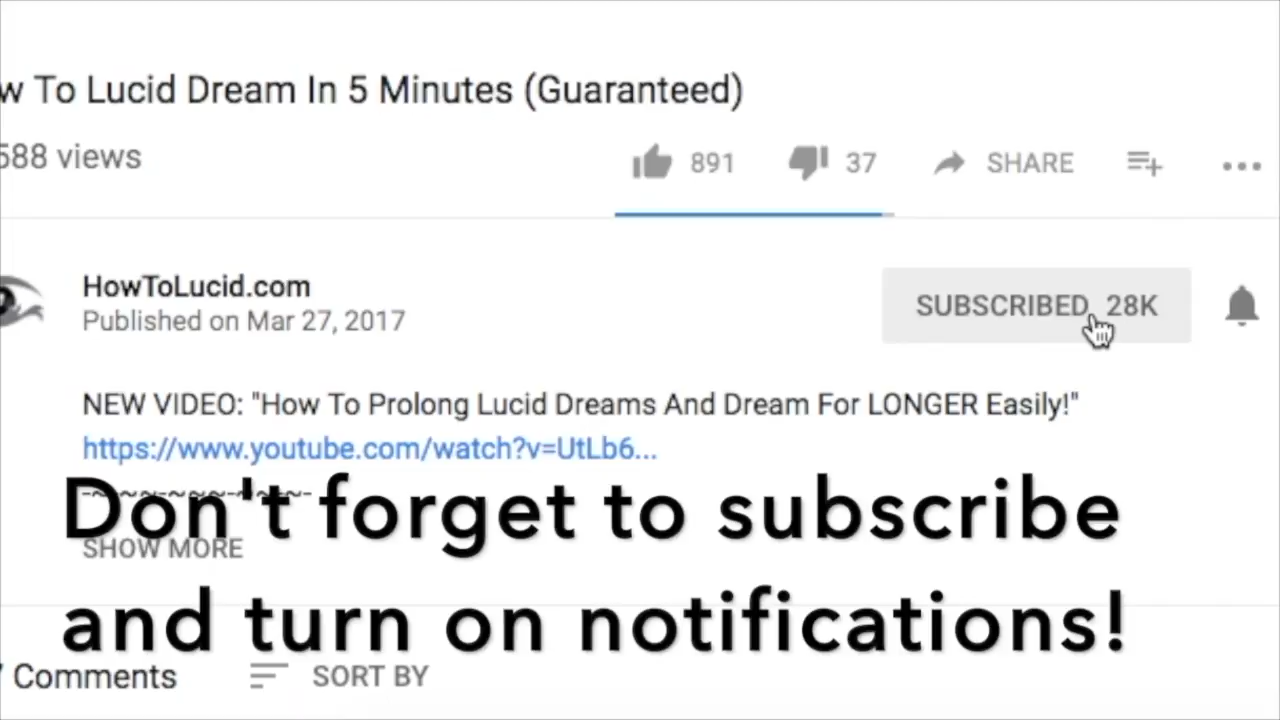 w To Lucid Dream In 5 Minutes (Guaranteed)
588 views
891 37 SHARE
HowToLucid.com
Published on Mar 27, 2017
SUBSCRIBED 28K
NEW VIDEO: "How To Prolong Lucid Dreams And Dream For LONGER Easily!"
https://www.youtube.com/watch?v=UtLb6...
Don't forget to subscribe
SHOW MORE
and turn on notifications!
Comments SORT BY